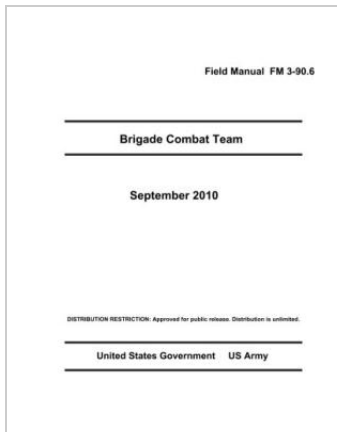 Field Manual FM 3-90.6
Brigade Combat Team
September 2010
DISTRIBUTION RESTRICTION: Approved for public release. Distribution is unlimited.
United States Government US Army